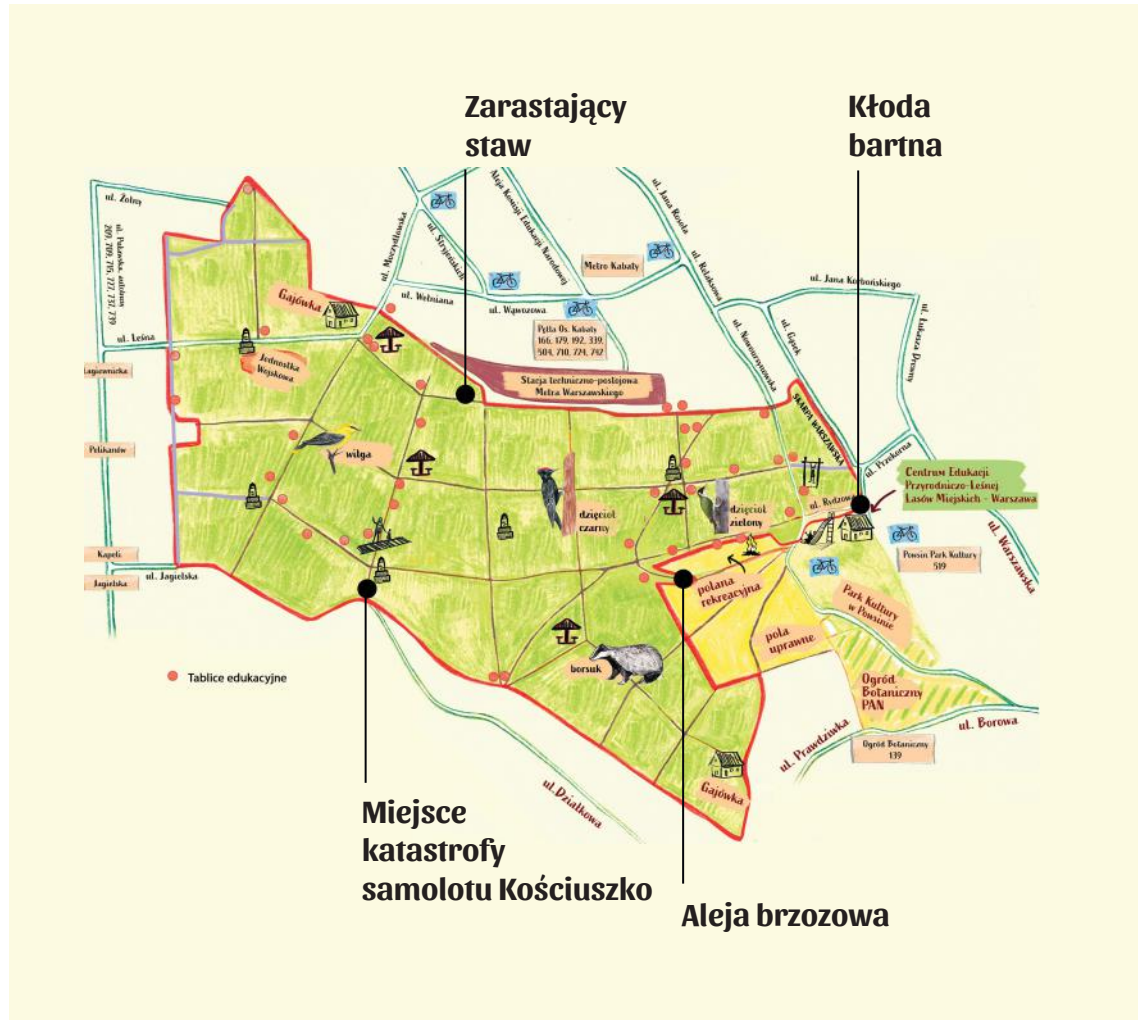 Zarastający
staw
Kłoda
bartna
ul. Żołny
ul. Puławska, autobus
209, 709, 715, 727, 737, 739
ul. Moczydłowska
ul. Stryjeńskich
Aleja Komisji Edukacji Narodowej
ul. Jana Rosoła
ul. Relaksowa
Metro Kabaty
ul. Jana Korbońskiego
ul. Łukasza Drewny
Gajówka
ul. Wełniana
ul. Wąwozowa
Pętla Os. Kabaty
166, 179, 192, 339,
504, 710, 724, 742
ul. Nowoursynowska
ul. Gąsek
ul. Leśna
Jednostka
Wojskowa
Łagiewnicka
Stacja techniczno-postojowa
Metra Warszawskiego
SKARPA WARSZAWSKA
ul. Przekorna
Pelikanów
wilga
Centrum Edukacji
Przyrodniczo-Leśnej
Lasów Miejskich - Warszawa
ul. Rydzowa
dzięcioł
czarny
dzięcioł
zielony
ul. Warszawska
Kapeli
Jagielska
ul. Jagielska
Powsin Park Kultury
519
polana
rekreacyjna
Park Kultury
w Powsinie
pola
uprawne
borsuk
Tablice edukacyjne
Ogród
Botaniczny
PAN
ul. Borowa
ul. Prawdziwka
Ogród Botaniczny
139
Gajówka
ul. Działkowa
Miejsce
katastrofy
samolotu Kościuszko
Aleja brzozowa